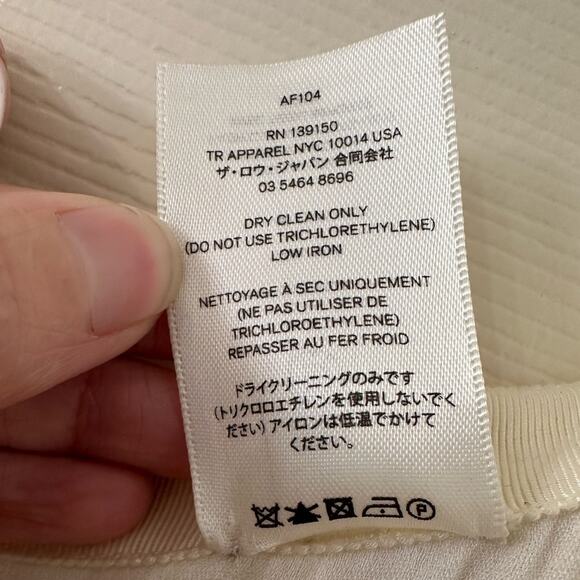 AF104
RN 139150
TR APPAREL NYC 10014 USA
ザ・ロウ・ジャパン 合同会社
03 5464 8696
DRY CLEAN ONLY
(DO NOT USE TRICHLORETHYLENE)
LOW IRON
NETTOYAGE À SEC UNIQUEMENT
(NE PAS UTILISER DE
TRICHLOROETHYLENE)
REPASSER AU FER FROID
ドライクリーニングのみです
(トリクロロエチレンを使用しないでく
ださい) アイロンは低温でかけて
ください。
P